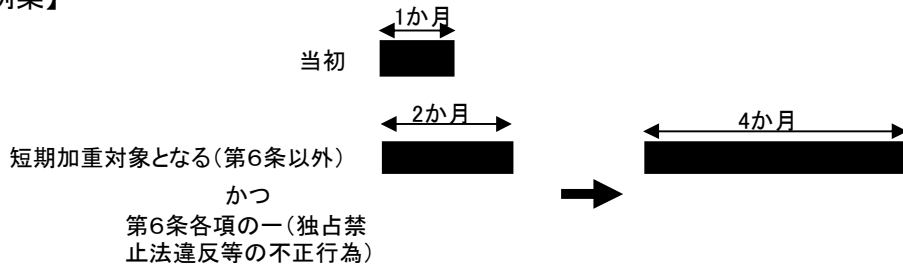 1か月
当初
2か月
4か月
短期加重対象となる(第6条以外)
かつ
第6条各項の一(独占禁
止法違反等の不正行為)